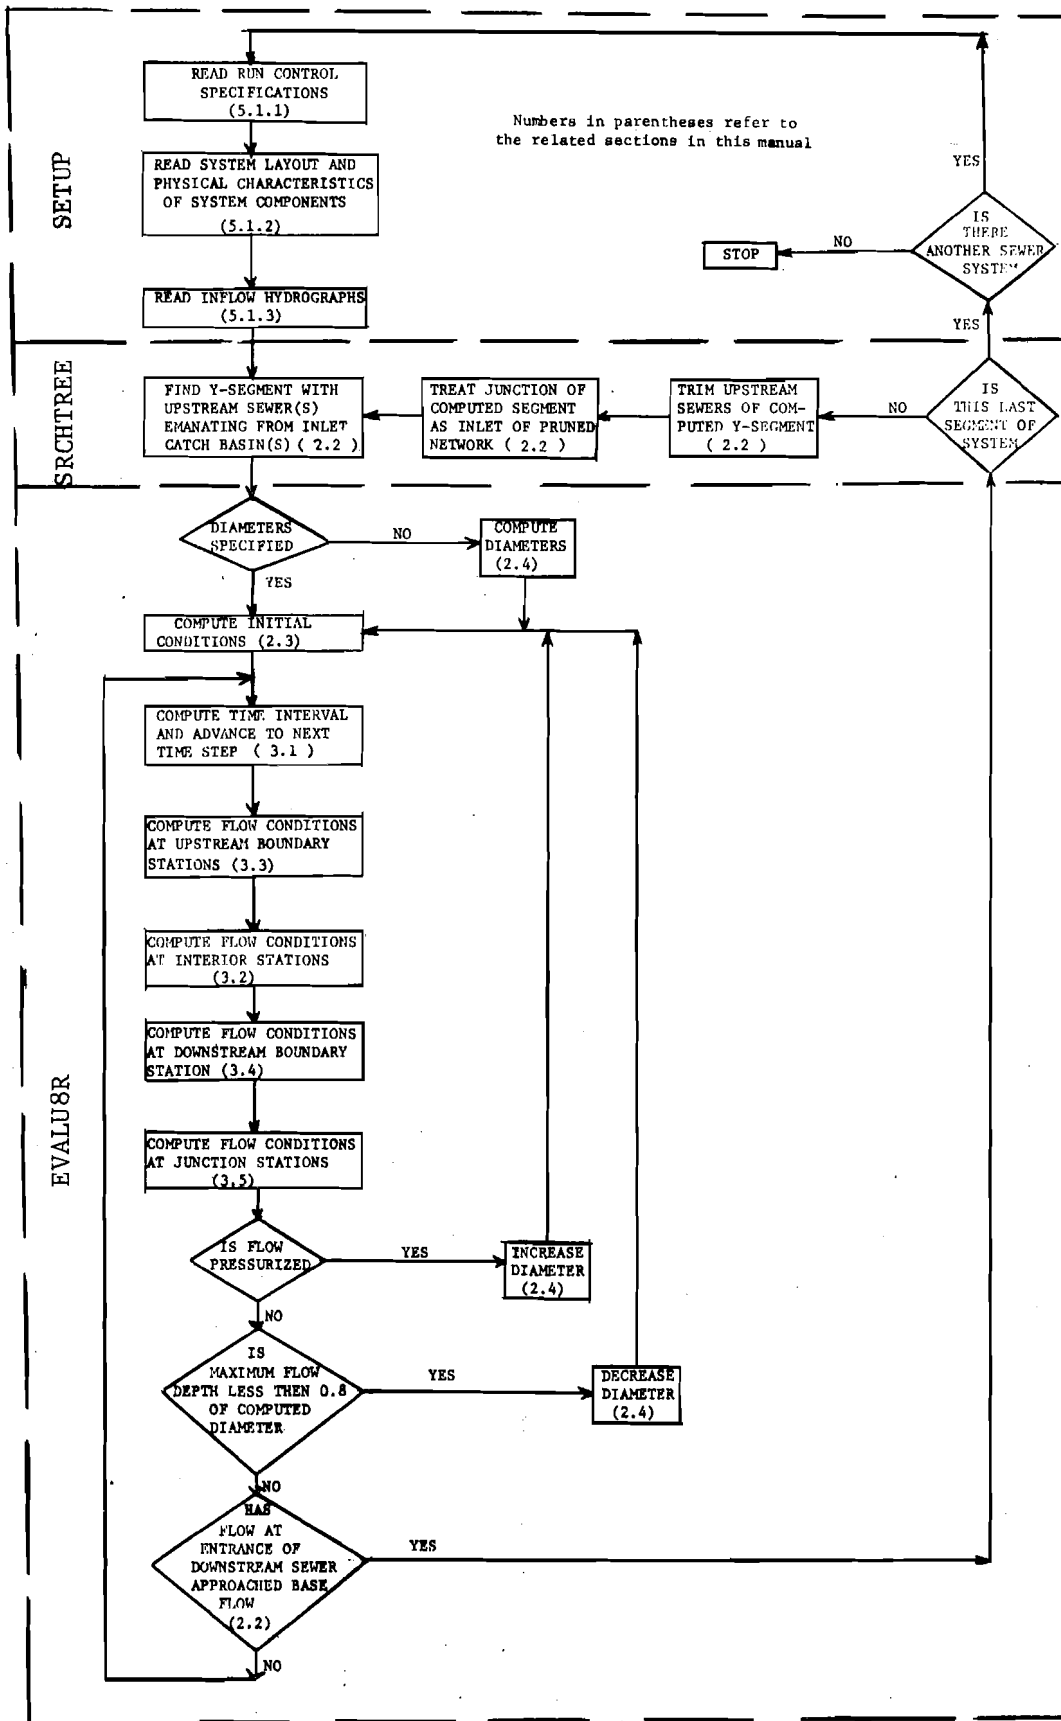 READ RUN CONTROL
SPECIFICATIONS
(5.1.1)
Numbers in parentheses refer to
the related sections in this manual
SETUP
READ SYSTEM LAYOUT AND
PHYSICAL CHARACTERISTICS
OF SYSTEM COMPONENTS
(5.1.2)
YES
IS
THERE
ANOTHER SEWER
SYSTEM
NO
STOP
READ INFLOW HYDROGRAPHS
(5.1.3)
YES
SRCHTREE
FIND Y-SEGMENT WITH
UPSTREAM SEWER(S)
EMANATING FROM INLET
CATCH BASIN(S) ( 2.2 )
TREAT JUNCTION OF
COMPUTED SEGMENT
AS INLET OF PRUNED
NETWORK ( 2.2 )
TRIM UPSTREAM
SEWERS OF COM-
PUTED Y-SEGMENT
( 2.2 )
NO
IS
THIS LAST
SEGMENT OF
SYSTEM
DIAMETERS
SPECIFIED
NO
COMPUTE
DIAMETERS
(2.4)
YES
COMPUTE INITIAL
CONDITIONS (2.3)
COMPUTE TIME INTERVAL
AND ADVANCE TO NEXT
TIME STEP ( 3.1 )
COMPUTE FLOW CONDITIONS
AT UPSTREAM BOUNDARY
STATIONS (3.3)
COMPUTE FLOW CONDITIONS
AT INTERIOR STATIONS
(3.2)
COMPUTE FLOW CONDITIONS
AT DOWNSTREAM BOUNDARY
STATION (3.4)
EVALU8R
COMPUTE FLOW CONDITIONS
AT JUNCTION STATIONS
(3.5)
IS FLOW
PRESSURIZED
YES
INCREASE
DIAMETER
(2.4)
NO
IS
MAXIMUM FLOW
DEPTH LESS THEN 0.8
OF COMPUTED
DIAMETER
YES
DECREASE
DIAMETER
(2.4)
NO
HAS
FLOW AT
ENTRANCE OF
DOWNSTREAM SEWER
APPROACHED BASE
FLOW
(2.2)
YES
NO